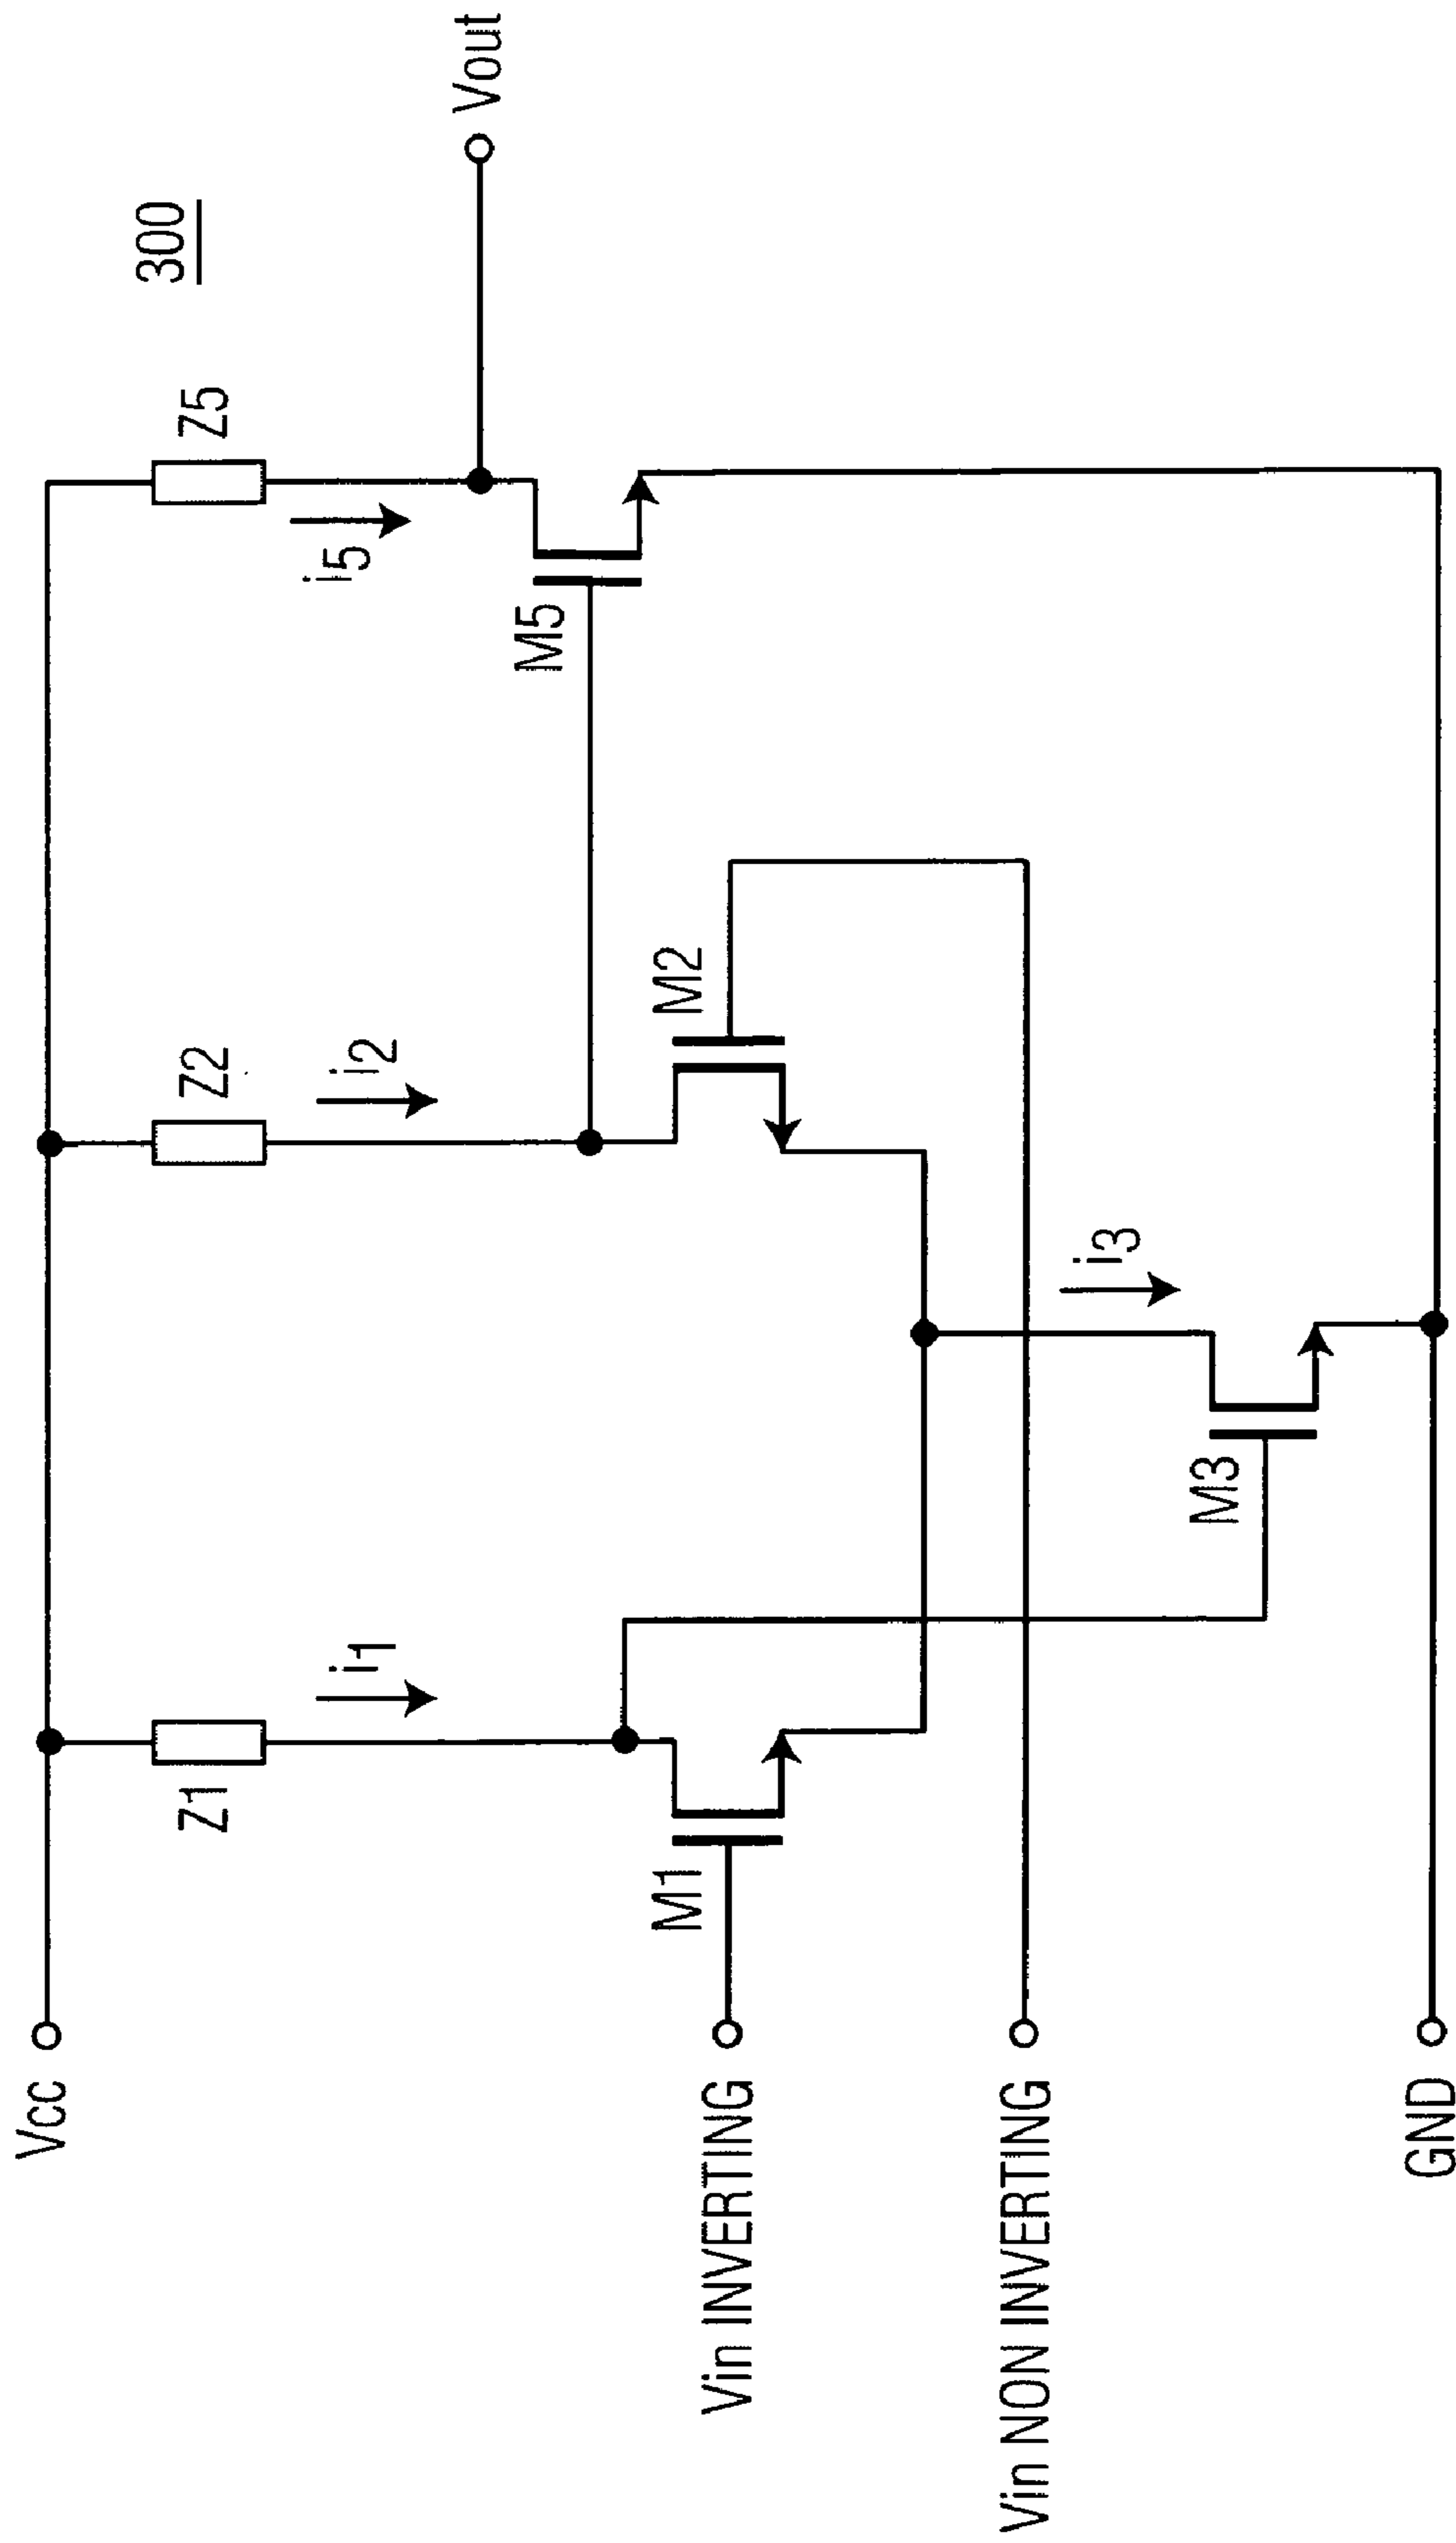 300
Vcc
Z1
i1
Z2
i2
Z5
i5
Vout
M5
M1
M2
Vin INVERTING
Vin NON INVERTING
i3
M3
GND